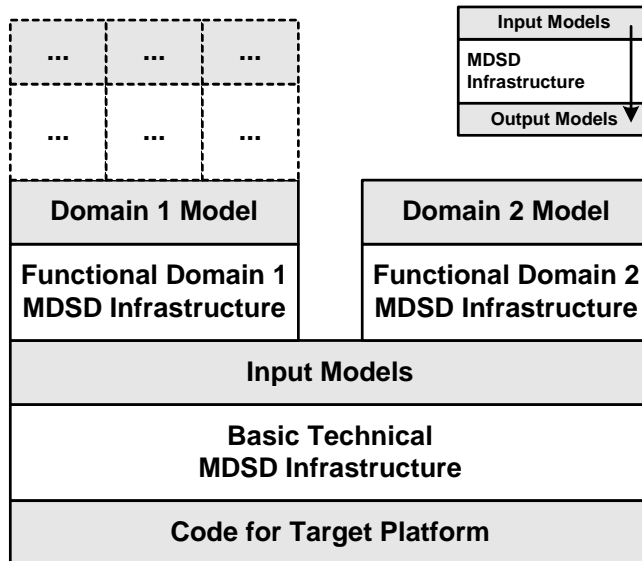 Input Models
MDSD
Infrastructure
Output Models
... ... ...
... ... ...
Domain 1 Model
Domain 2 Model
Functional Domain 1
MDSD Infrastructure
Functional Domain 2
MDSD Infrastructure
Input Models
Basic Technical
MDSD Infrastructure
Code for Target Platform